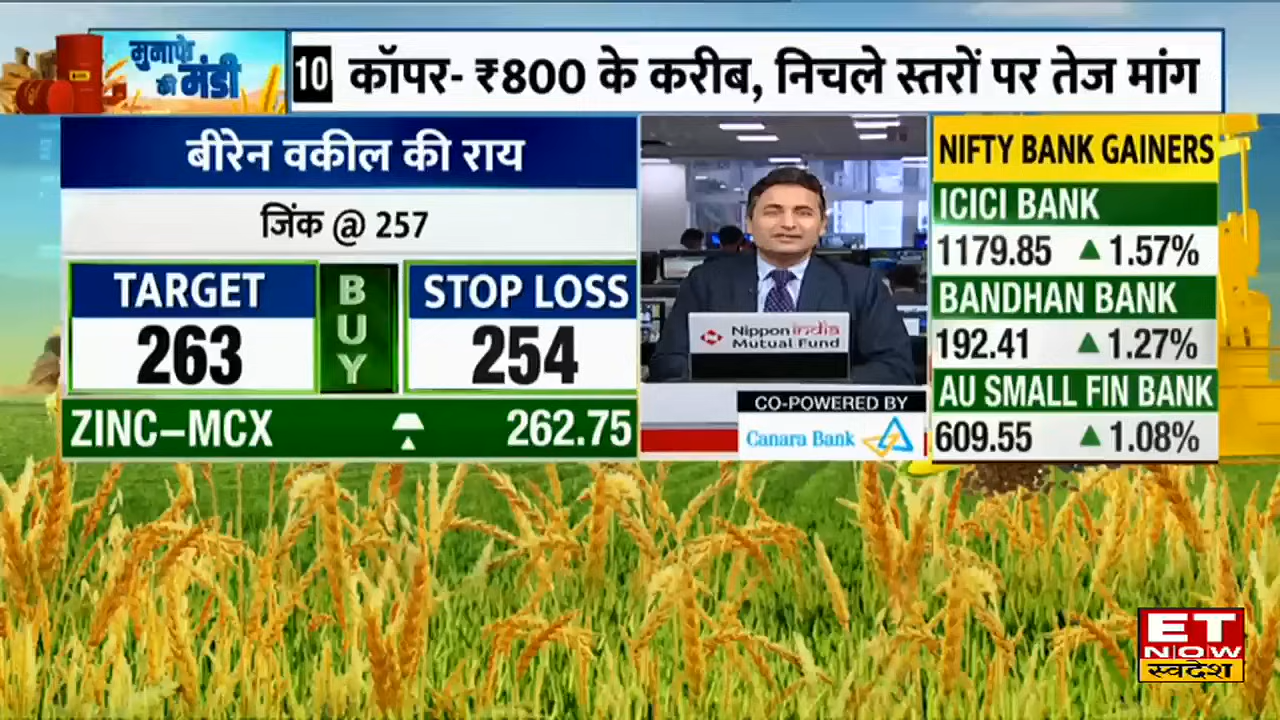 मुनाफे
की मंडी
10 कॉपर- ₹800 के करीब, निचले स्तरों पर तेज मांग
बीरेन वकील की राय
जिंक @ 257
TARGET
263
BUY
STOP LOSS
254
ZINC-MCX 262.75
Nippon india
Mutual Fund
CO-POWERED BY
Canara Bank
NIFTY BANK GAINERS
ICICI BANK
1179.85 ▲ 1.57%
BANDHAN BANK
192.41 ▲ 1.27%
AU SMALL FIN BANK
609.55 ▲ 1.08%
ET
NOW
स्वदेश